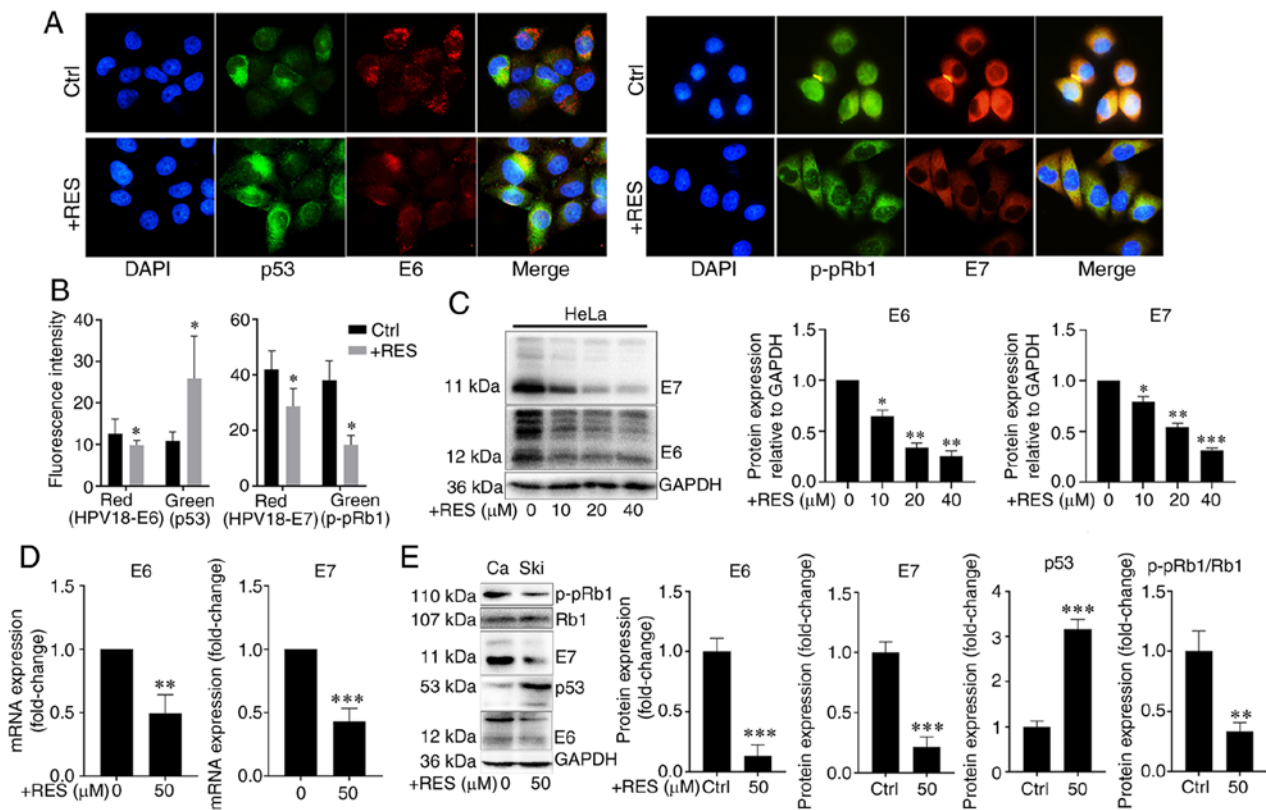 A
Ctrl
+RES
DAPI p53 E6 Merge
Ctrl
+RES
DAPI p-pRb1 E7 Merge
B
Fluorescence intensity
40
30
20
10
0
*
*
Red
(HPV18-E6)
Green
(p53)
60
40
20
0
*
*
Red
(HPV18-E7)
Green
(p-pRb1)
Ctrl
+RES
C
HeLa
11 kDa E7
12 kDa E6
36 kDa GAPDH
+RES (μM) 0 10 20 40
E6
Protein expression
relative to GAPDH
1.5
1.0
0.5
0
*
**
**
0 10 20 40
+RES (μM)
E7
Protein expression
relative to GAPDH
1.5
1.0
0.5
0
*
**
***
0 10 20 40
+RES (μM)
D
E6
mRNA expression
(fold-change)
1.5
1.0
0.5
0.0
**
+RES (μM) 0 50
E7
mRNA expression (fold-change)
1.5
1.0
0.5
0.0
***
0 50
E
Ca Ski
110 kDa p-pRb1
107 kDa Rb1
11 kDa E7
53 kDa p53
12 kDa E6
36 kDa GAPDH
+RES (μM) 0 50
E6
Protein expression
(fold-change)
1.5
1.0
0.5
0.0
***
+RES (μM) Ctrl 50
E7
Protein expression (fold-change)
1.5
1.0
0.5
0.0
***
Ctrl 50
p53
Protein expression (fold-change)
4
3
2
1
0
***
Ctrl 50
p-pRb1/Rb1
Protein expression (fold-change)
1.5
1.0
0.5
0.0
**
Ctrl 50